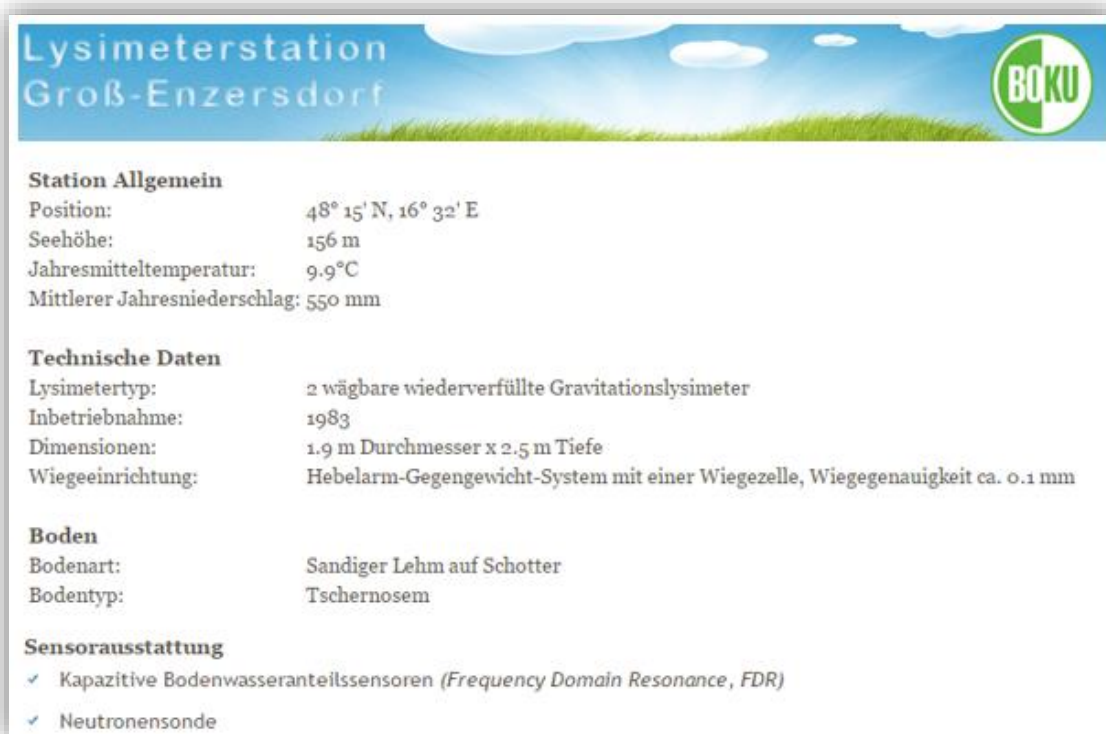 Lysimeterstation
Groß-Enzersdorf
BOKU
Station Allgemein
Position: 48° 15' N, 16° 32' E
Seehöhe: 156 m
Jahresmitteltemperatur: 9.9°C
Mittlerer Jahresniederschlag: 550 mm
Technische Daten
Lysimetertyp: 2 wägbare wiederverfüllte Gravitationslysimeter
Inbetriebnahme: 1983
Dimensionen: 1.9 m Durchmesser x 2.5 m Tiefe
Wiegeeinrichtung: Hebelarm-Gegengewicht-System mit einer Wiegezelle, Wiegegenauigkeit ca. 0.1 mm
Boden
Bodenart: Sandiger Lehm auf Schotter
Bodentyp: Tschernosem
Sensorausstattung
✓ Kapazitive Bodenwasseranteilssensoren (Frequency Domain Resonance, FDR)
✓ Neutronensonde